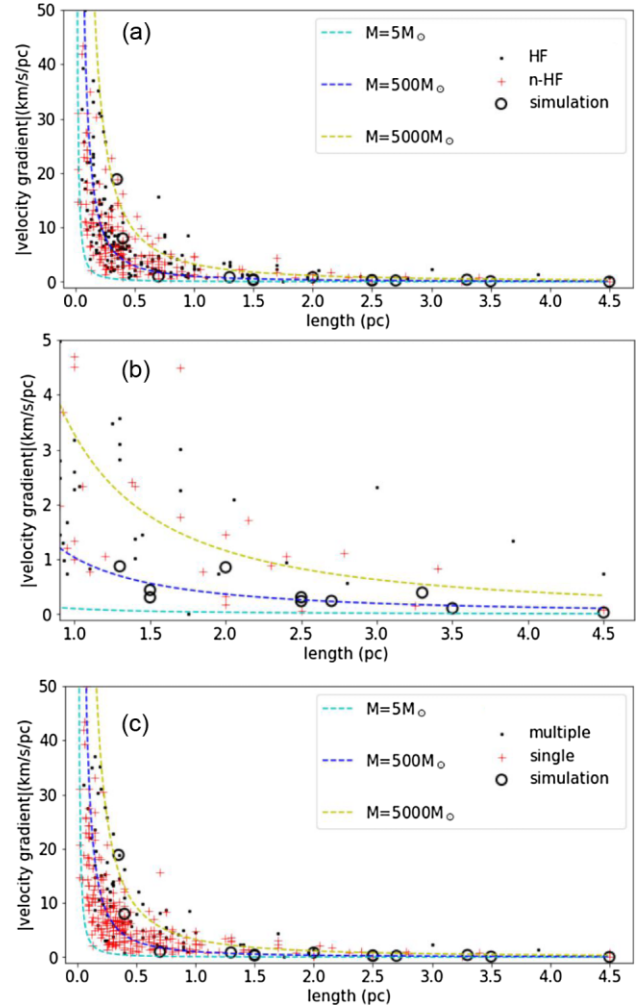 (a)
M=5M☉
M=500M☉
M=5000M☉
HF
n-HF
simulation
|velocity gradient|(km/s/pc)
50
40
30
20
10
0
0.0 0.5 1.0 1.5 2.0 2.5 3.0 3.5 4.0 4.5
length (pc)
(b)
|velocity gradient|(km/s/pc)
5
4
3
2
1
0
1.0 1.5 2.0 2.5 3.0 3.5 4.0 4.5
length (pc)
(c)
M=5M☉
M=500M☉
M=5000M☉
multiple
single
simulation
|velocity gradient|(km/s/pc)
50
40
30
20
10
0
0.0 0.5 1.0 1.5 2.0 2.5 3.0 3.5 4.0 4.5
length (pc)